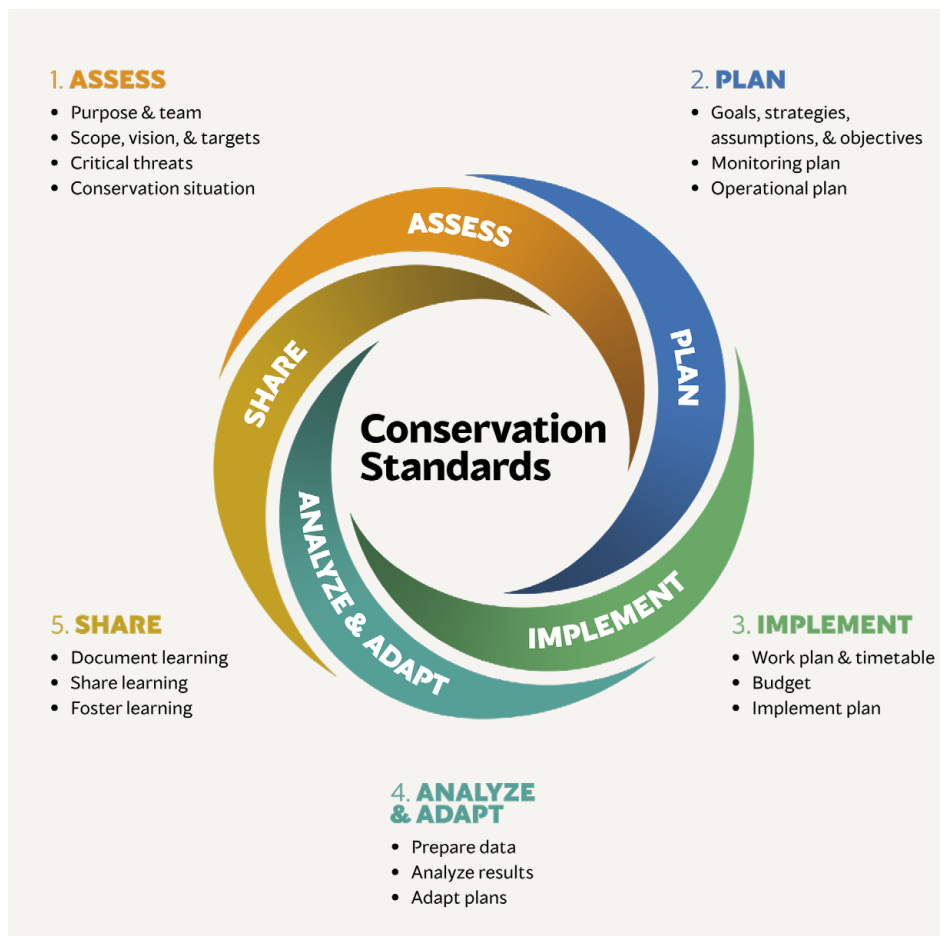 1. ASSESS
• Purpose & team
• Scope, vision, & targets
• Critical threats
• Conservation situation
2. PLAN
• Goals, strategies,
assumptions, & objectives
• Monitoring plan
• Operational plan
ASSESS
PLAN
SHARE
Conservation
Standards
ANALYZE & ADAPT
IMPLEMENT
5. SHARE
• Document learning
• Share learning
• Foster learning
3. IMPLEMENT
• Work plan & timetable
• Budget
• Implement plan
4. ANALYZE
& ADAPT
• Prepare data
• Analyze results
• Adapt plans